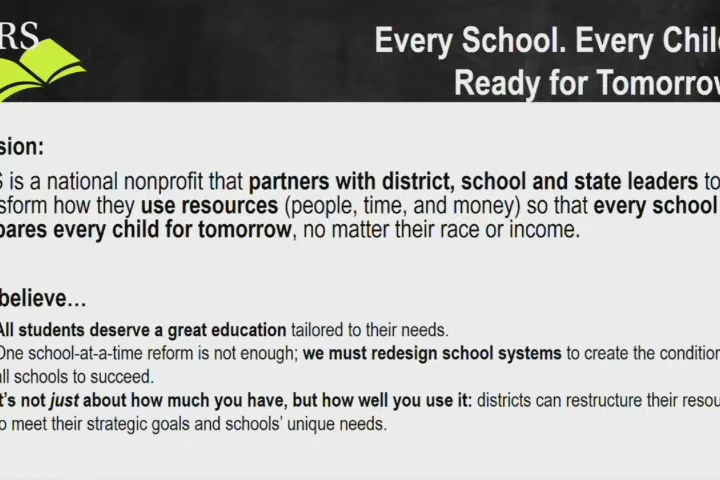 RS
Every School. Every Chil
Ready for Tomorrow
sion:
S is a national nonprofit that partners with district, school and state leaders to
sform how they use resources (people, time, and money) so that every school
pares every child for tomorrow, no matter their race or income.
believe…
All students deserve a great education tailored to their needs.
One school-at-a-time reform is not enough; we must redesign school systems to create the condition
all schools to succeed.
t's not just about how much you have, but how well you use it: districts can restructure their resou
o meet their strategic goals and schools' unique needs.